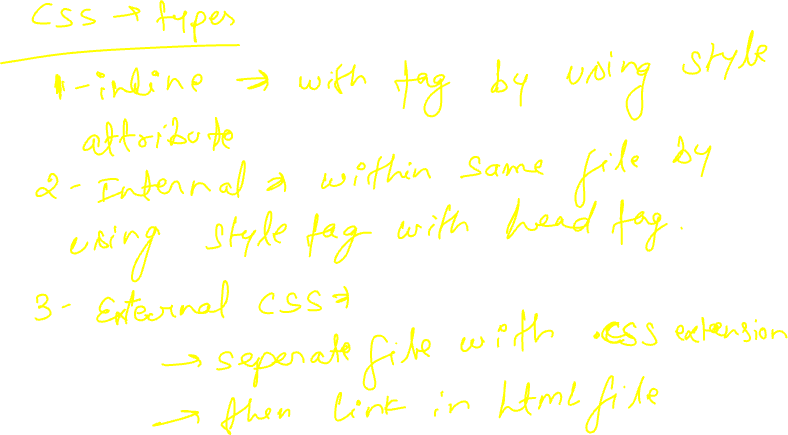 CSS → types
1- inline ⇒ with tag by using style
attribute
2- Internal ⇒ within same file by
using style tag with head tag.
3- External CSS ⇒
→ seperate file with .css extension
→ then link in html file